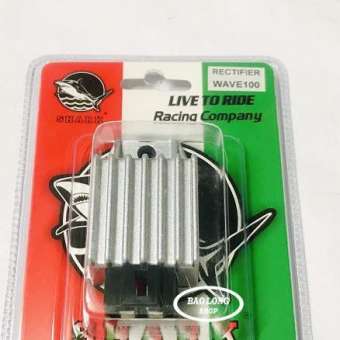 RECTIFIER
WAVE100
SHARK
LIVE TO RIDE
Racing Company
BAO LONG
SHOP